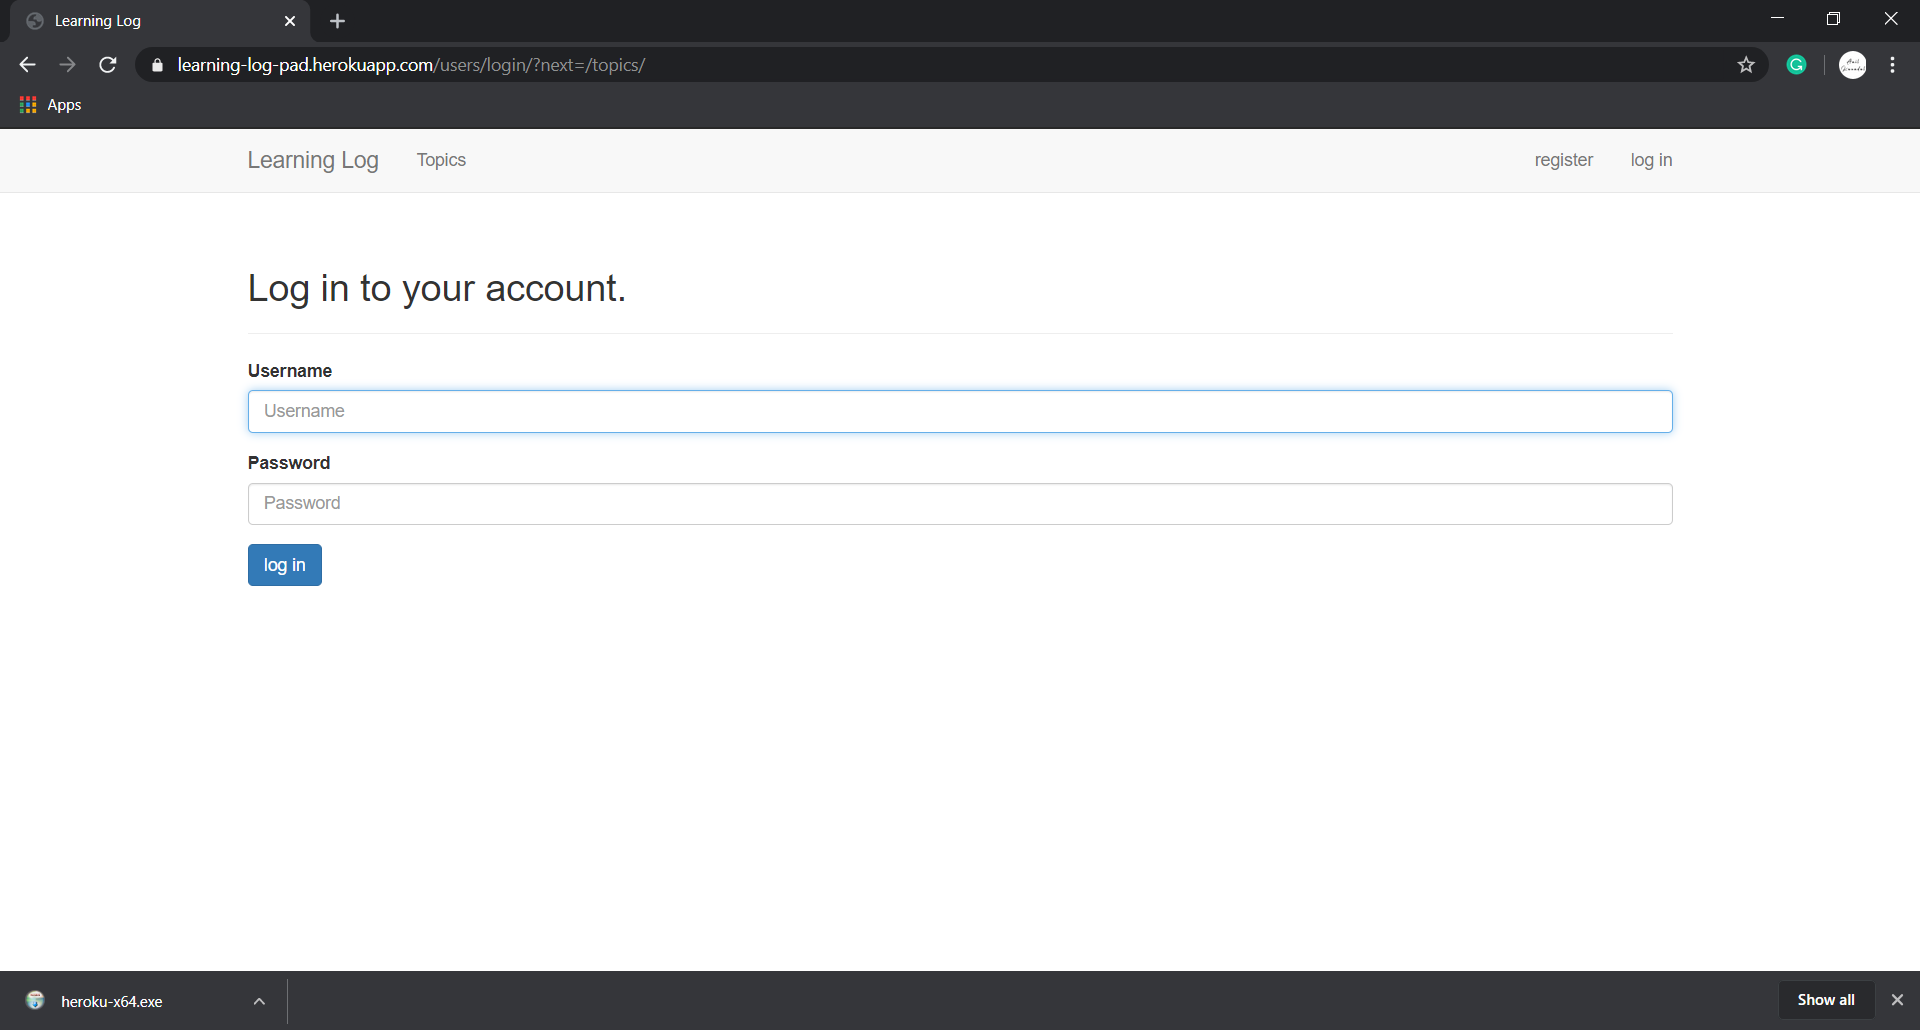 Learning Log
learning-log-pad.herokuapp.com/users/login/?next=/topics/
Apps
Learning Log Topics register log in
Log in to your account.
Username
Username
Password
Password
log in
heroku-x64.exe Show all